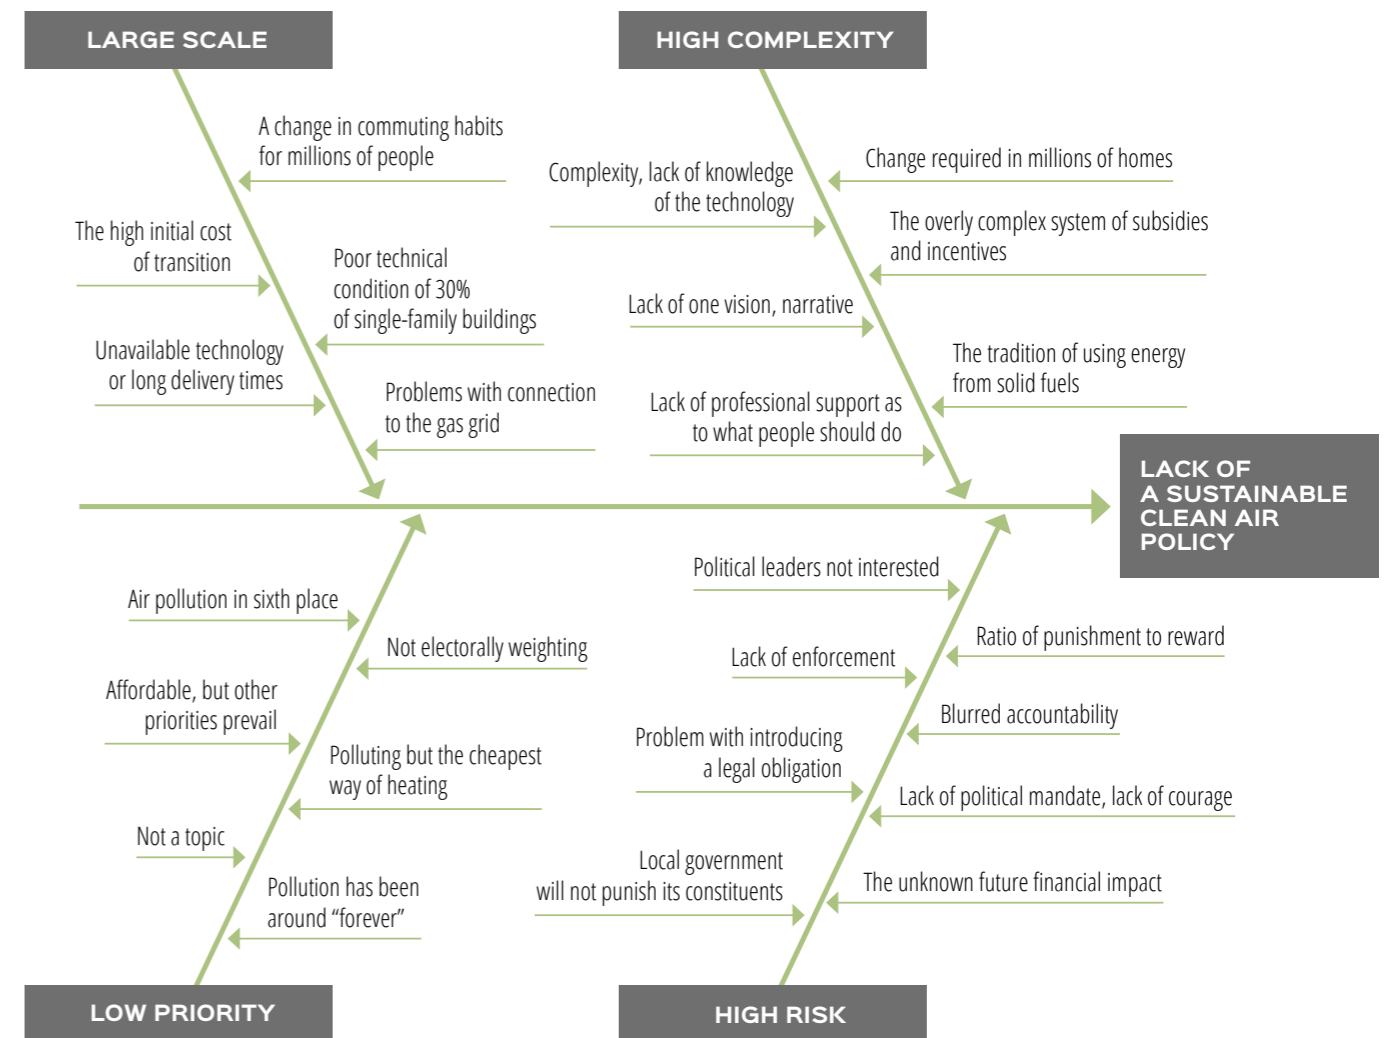 LARGE SCALE
A change in commuting habits
for millions of people
The high initial cost
of transition
Poor technical
condition of 30%
of single-family buildings
Unavailable technology
or long delivery times
Problems with connection
to the gas grid
HIGH COMPLEXITY
Change required in millions of homes
Complexity, lack of knowledge
of the technology
The overly complex system of subsidies
and incentives
Lack of one vision, narrative
The tradition of using energy
from solid fuels
Lack of professional support as
to what people should do
LACK OF
A SUSTAINABLE
CLEAN AIR
POLICY
Air pollution in sixth place
Not electorally weighting
Affordable, but other
priorities prevail
Polluting but the cheapest
way of heating
Not a topic
Pollution has been
around “forever”
LOW PRIORITY
Political leaders not interested
Ratio of punishment to reward
Lack of enforcement
Blurred accountability
Problem with introducing
a legal obligation
Lack of political mandate, lack of courage
Local government
will not punish its constituents
The unknown future financial impact
HIGH RISK